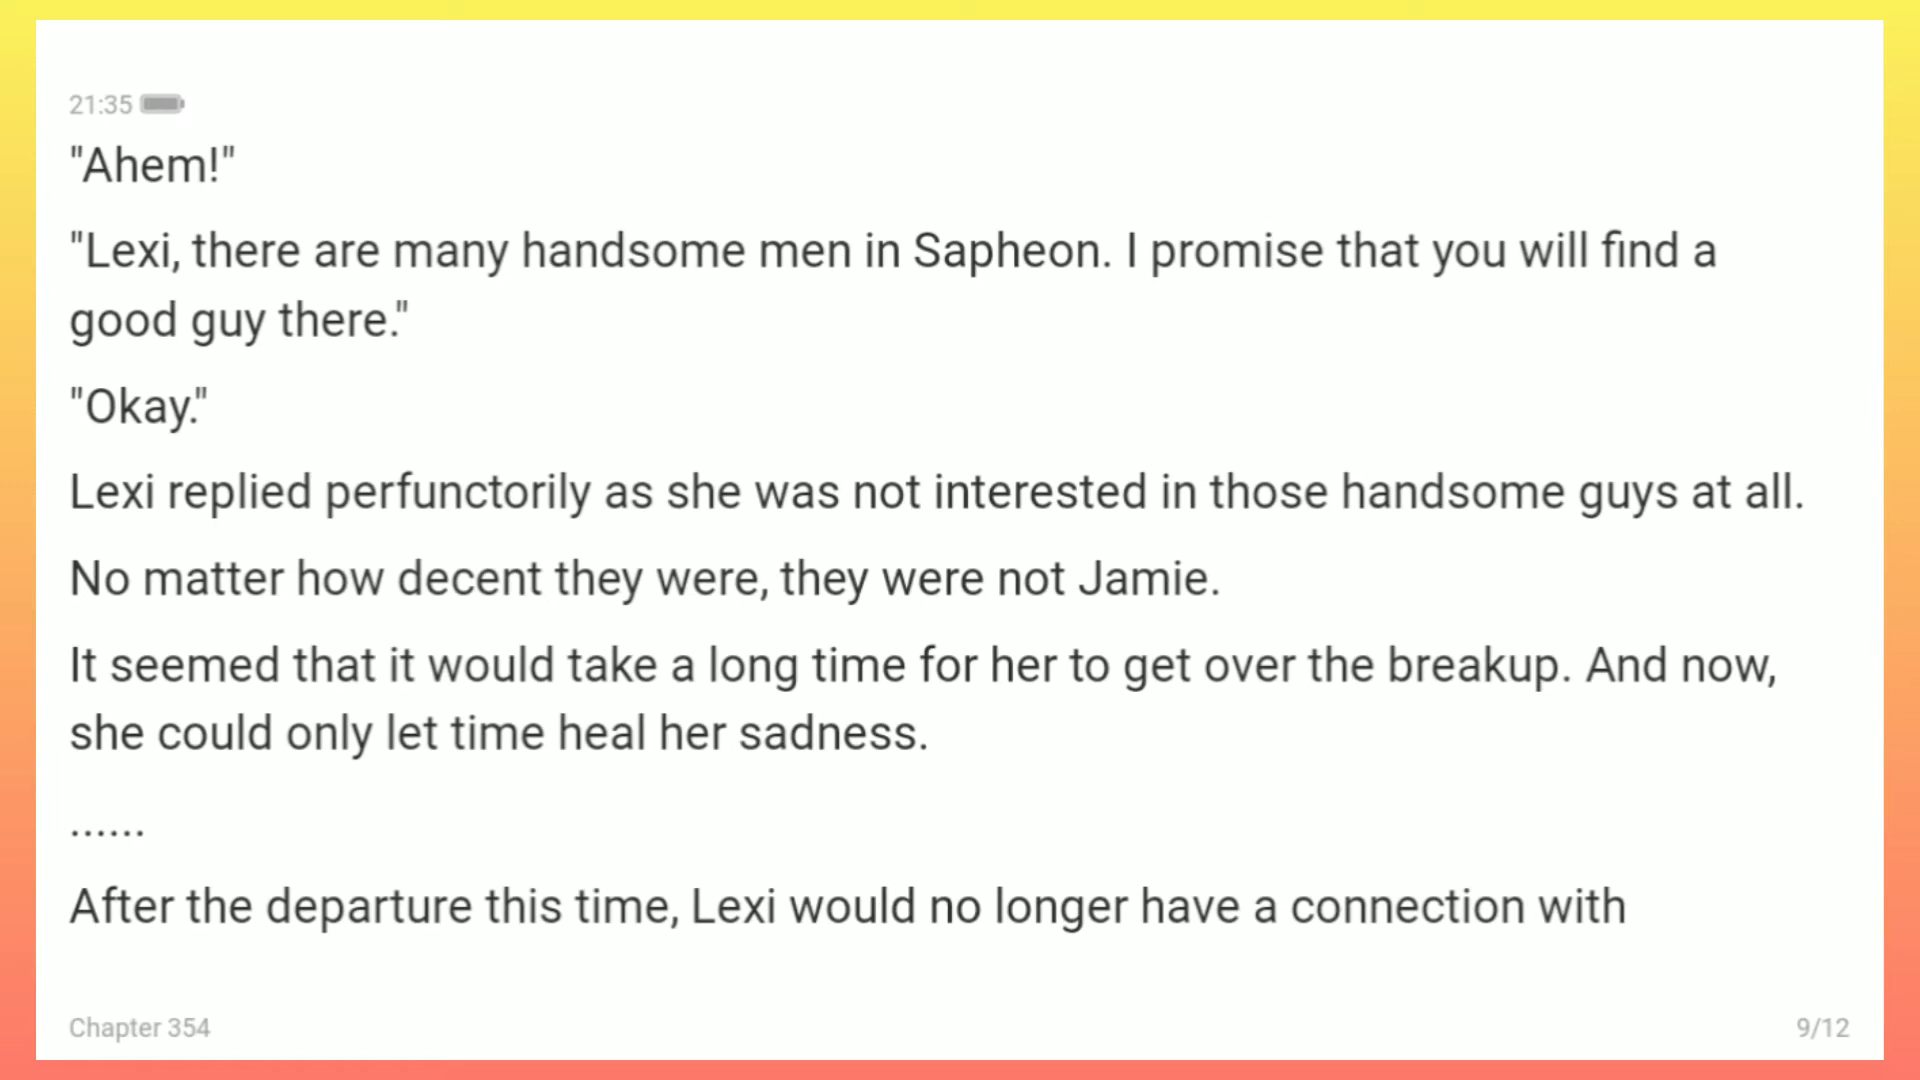 21:35
"Ahem!"
"Lexi, there are many handsome men in Sapheon. I promise that you will find a
good guy there."
"Okay."
Lexi replied perfunctorily as she was not interested in those handsome guys at all.
No matter how decent they were, they were not Jamie.
It seemed that it would take a long time for her to get over the breakup. And now,
she could only let time heal her sadness.
......
After the departure this time, Lexi would no longer have a connection with
Chapter 354
9/12